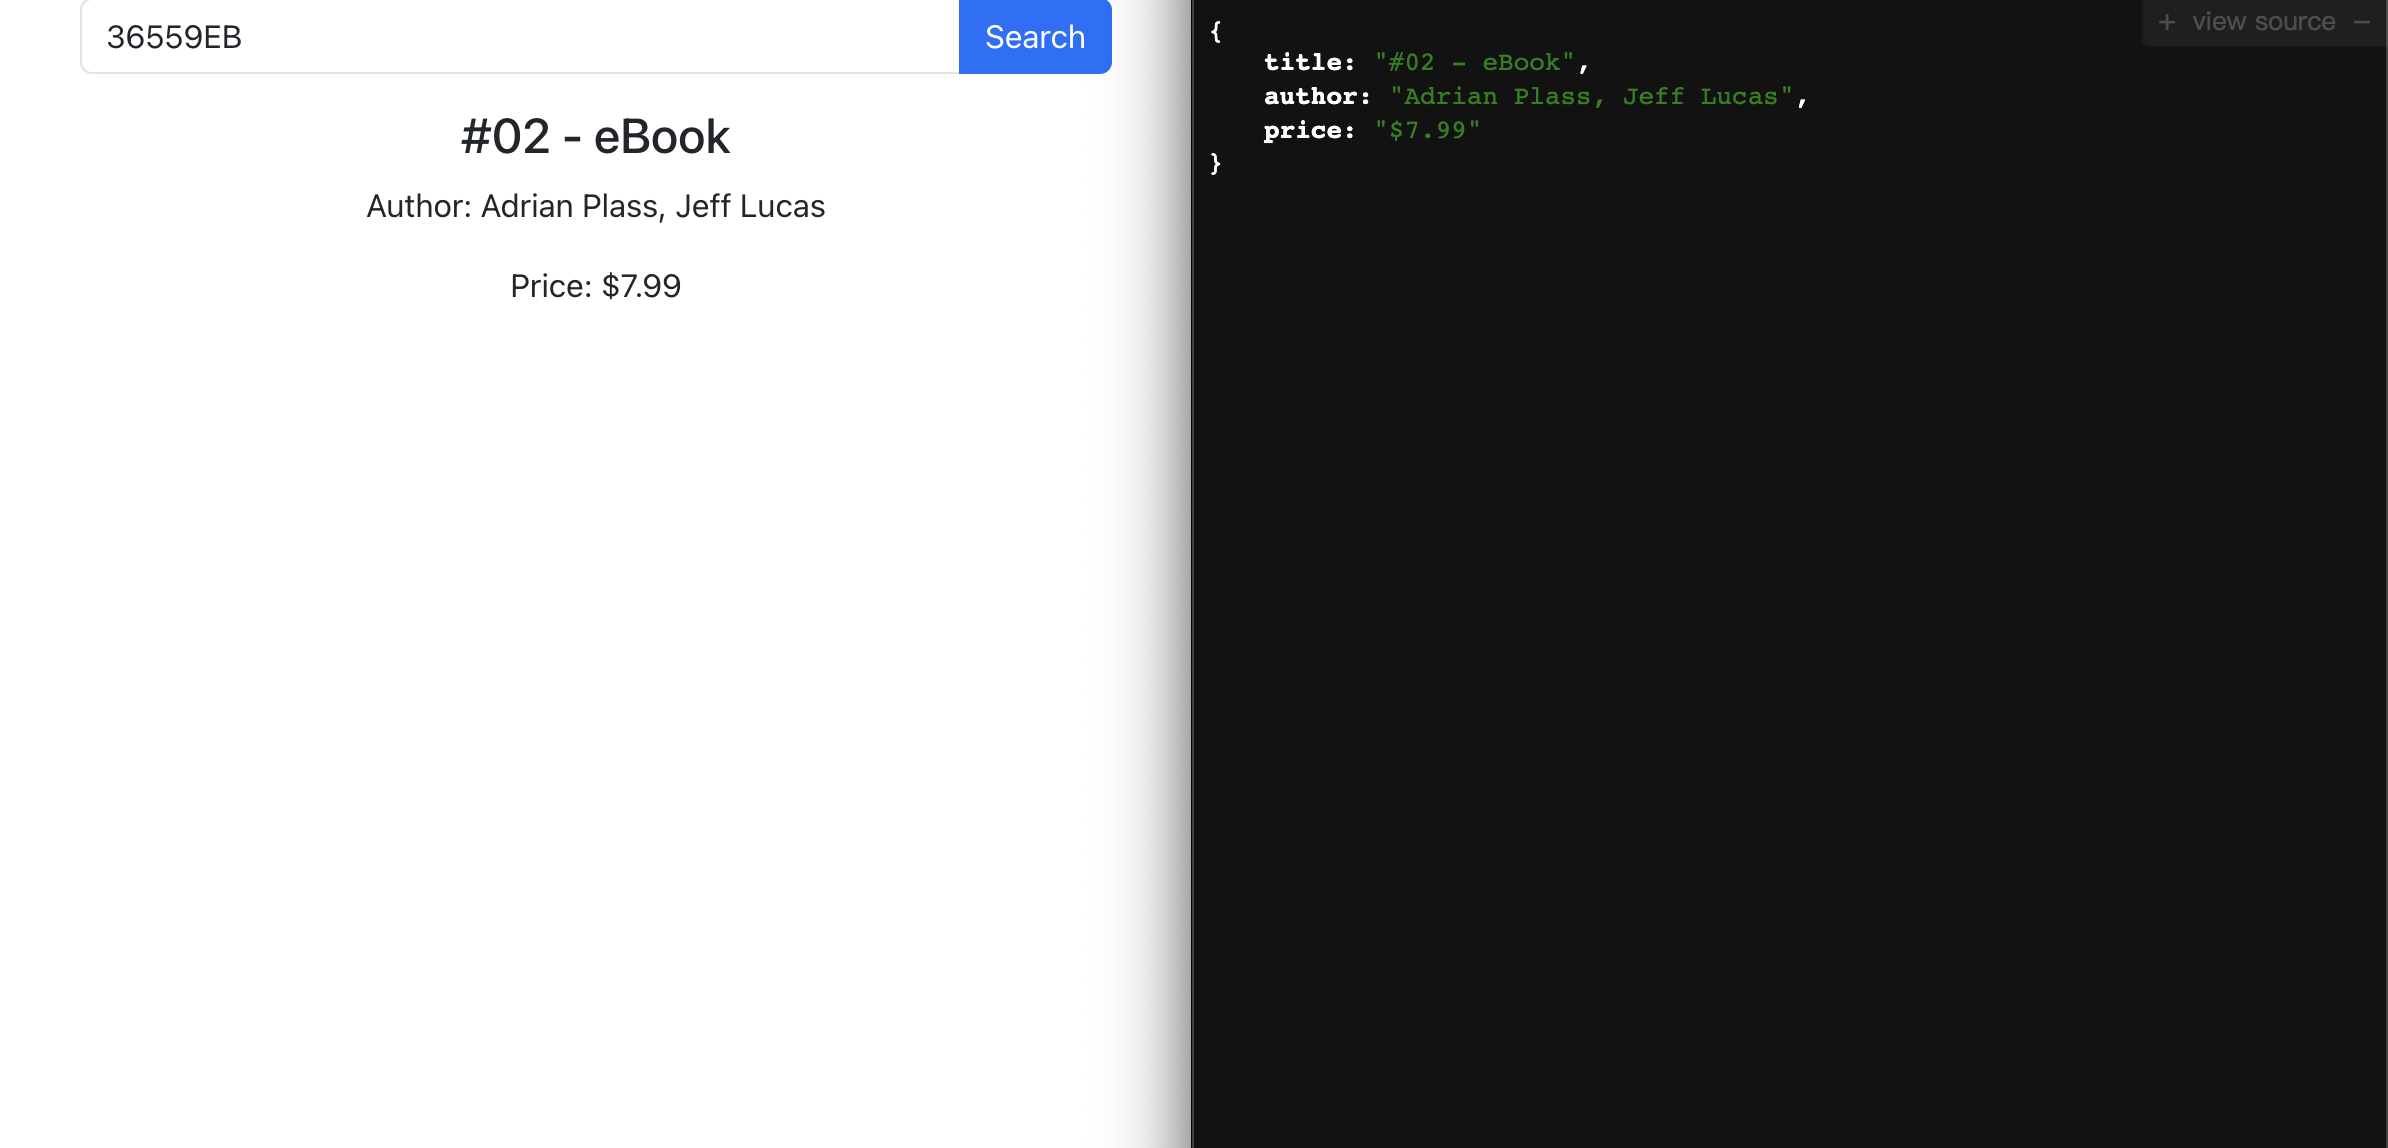 36559EB
Search
#02 - eBook
Author: Adrian Plass, Jeff Lucas
Price: $7.99
+ view source −
{
title: "#02 – eBook",
author: "Adrian Plass, Jeff Lucas",
price: "$7.99"
}